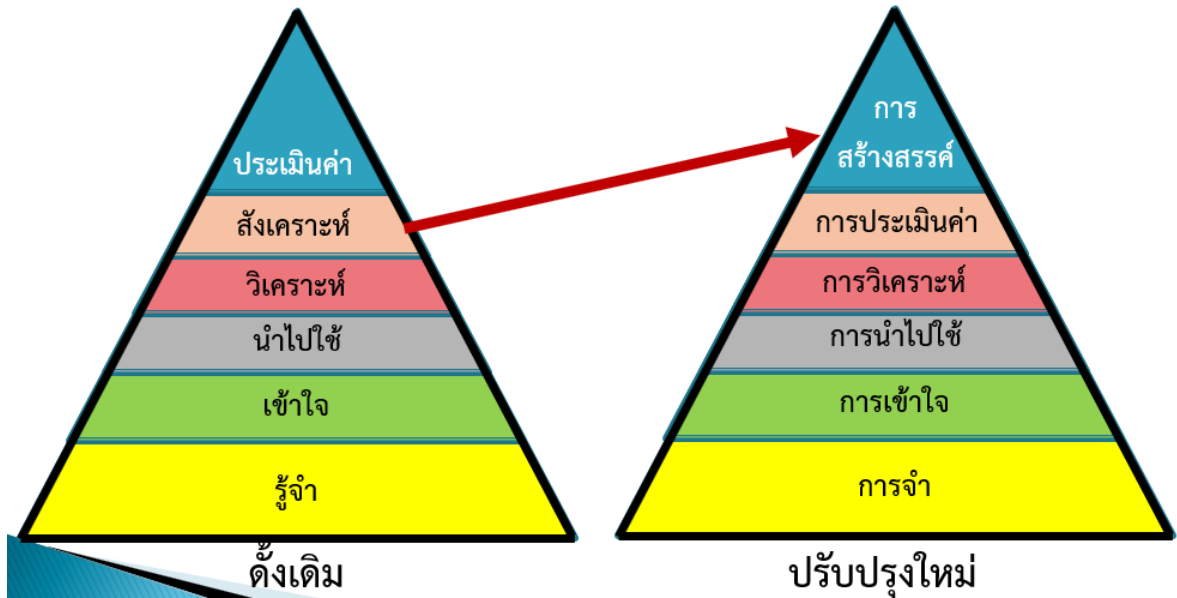 ประเมินค่า
สังเคราะห์
วิเคราะห์
นำไปใช้
เข้าใจ
รู้จำ
ดั้งเดิม
การ
สร้างสรรค์
การประเมินค่า
การวิเคราะห์
การนำไปใช้
การเข้าใจ
การจำ
ปรับปรุงใหม่